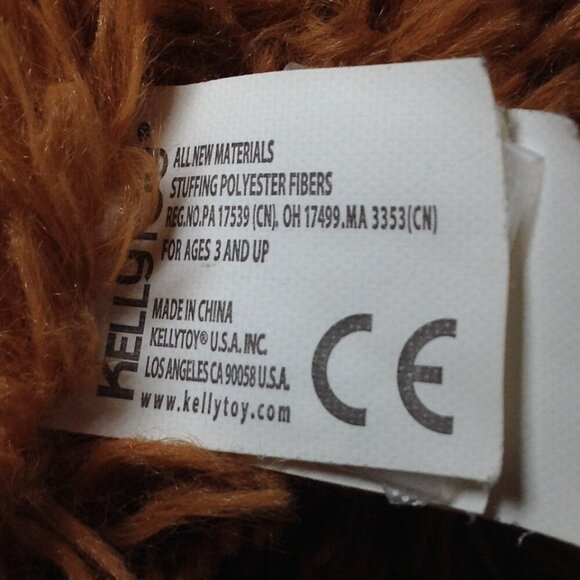 KELLYTOY®
ALL NEW MATERIALS
STUFFING POLYESTER FIBERS
REG.NO.PA 17539 (CN). OH 17499.MA 3353(CN)
FOR AGES 3 AND UP
MADE IN CHINA
KELLYTOY® U.S.A. INC.
LOS ANGELES CA 90058 U.S.A.
www.kellytoy.com
CE